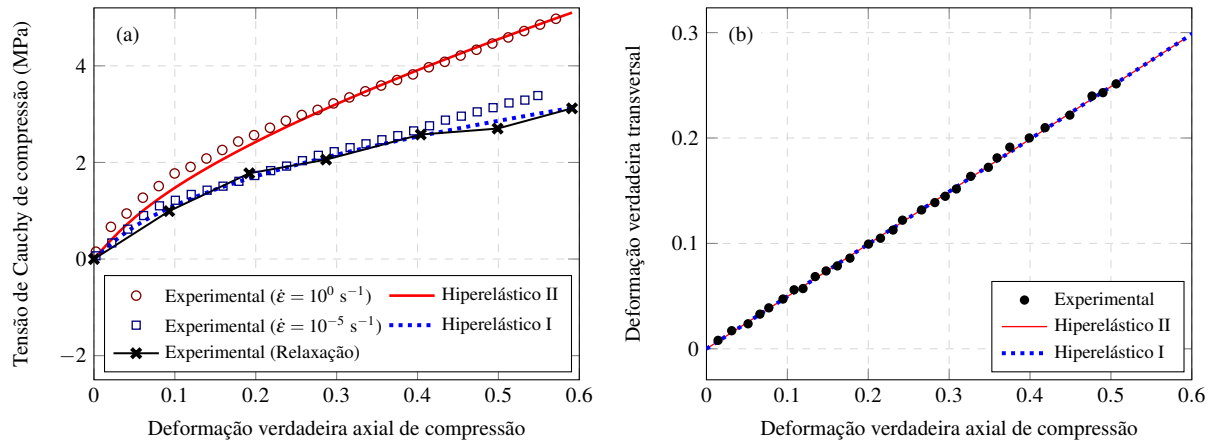 (a)
Tensão de Cauchy de compressão (MPa)
4
2
0
−2
Experimental (ε̇ = 10⁰ s⁻¹)
Hiperelástico II
Experimental (ε̇ = 10⁻⁵ s⁻¹)
Hiperelástico I
Experimental (Relaxação)
0 0.1 0.2 0.3 0.4 0.5 0.6
Deformação verdadeira axial de compressão
(b)
Deformação verdadeira transversal
0.3
0.2
0.1
0
Experimental
Hiperelástico II
Hiperelástico I
0 0.1 0.2 0.3 0.4 0.5 0.6
Deformação verdadeira axial de compressão